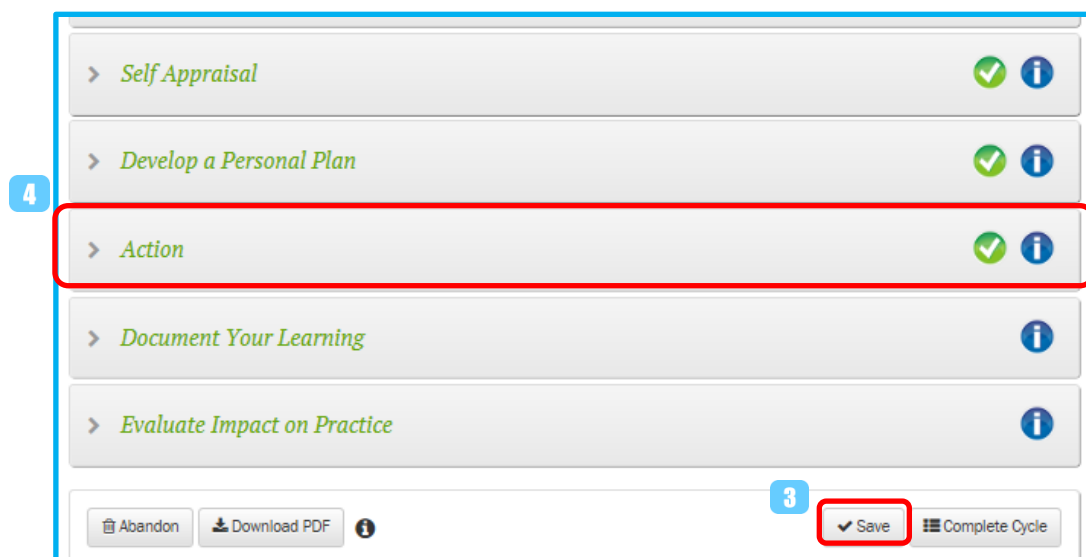 Self Appraisal
Develop a Personal Plan
4
Action
Document Your Learning
Evaluate Impact on Practice
3
Abandon Download PDF Save Complete Cycle